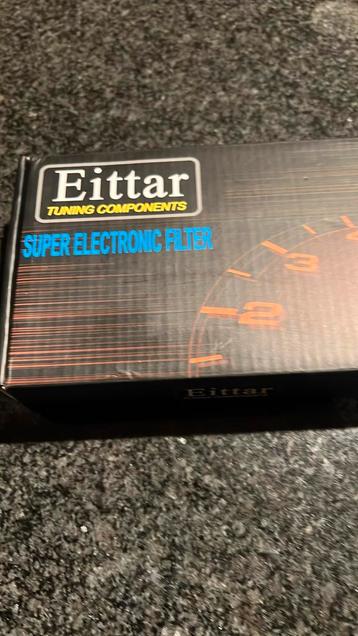 Eittar
TUNING COMPONENTS
SUPER ELECTRONIC FILTER
3
2
Eittar